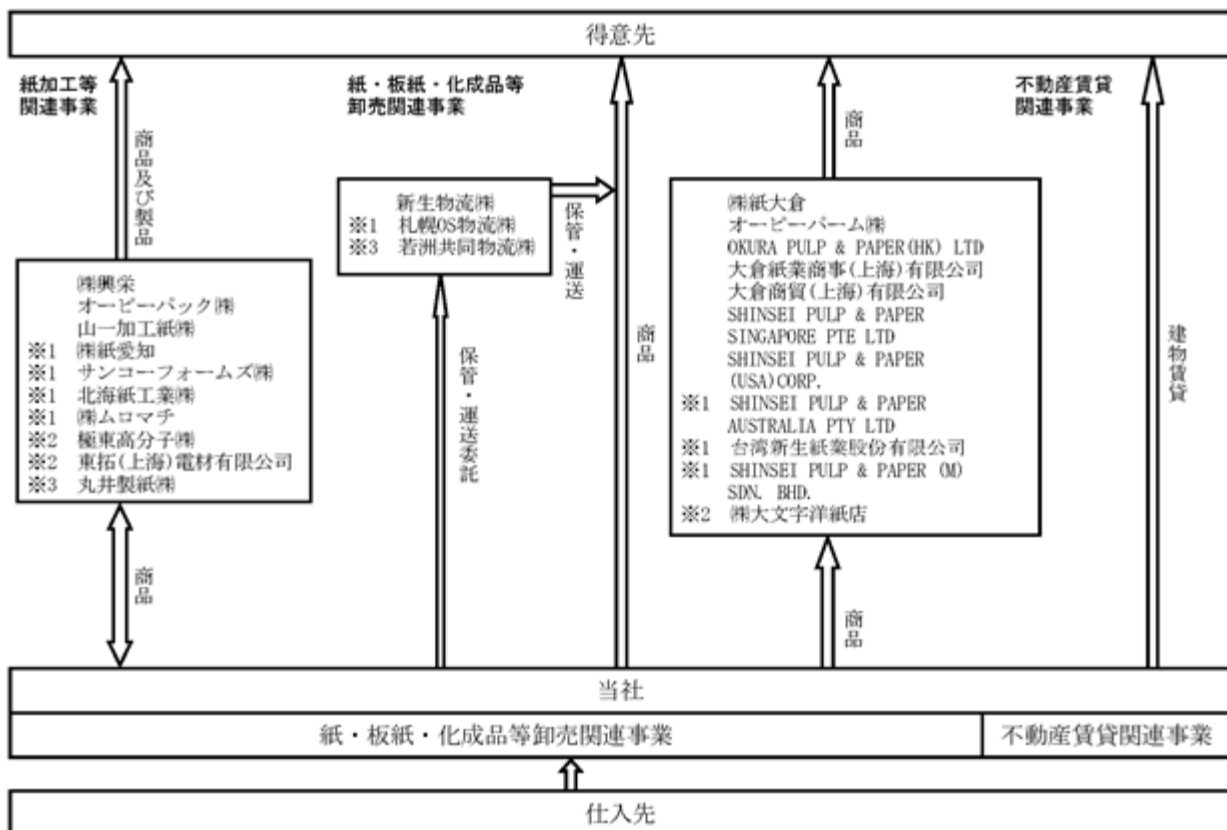 得意先
紙加工等
関連事業
商品及び製品
㈱興栄
オーピーパック㈱
山一加工紙㈱
※1 ㈱紙愛知
※1 サンコーフォームズ㈱
※1 北海紙工業㈱
※1 ㈱ムロマチ
※2 極東高分子㈱
※2 東拓(上海)電材有限公司
※3 丸井製紙㈱
商品
紙・板紙・化成品等
卸売関連事業
新生物流㈱
※1 札幌OS物流㈱
※3 若洲共同物流㈱
保管・運送
保管・運送委託
商品
商品
㈱紙大倉
オーピーパーム㈱
OKURA PULP & PAPER(HK) LTD
大倉紙業商事(上海)有限公司
大倉商貿(上海)有限公司
SHINSEI PULP & PAPER
SINGAPORE PTE LTD
SHINSEI PULP & PAPER
(USA)CORP.
※1 SHINSEI PULP & PAPER
AUSTRALIA PTY LTD
※1 台湾新生紙業股份有限公司
※1 SHINSEI PULP & PAPER (M)
SDN. BHD.
※2 ㈱大文字洋紙店
商品
不動産賃貸
関連事業
建物賃貸
当社
紙・板紙・化成品等卸売関連事業
不動産賃貸関連事業
仕入先